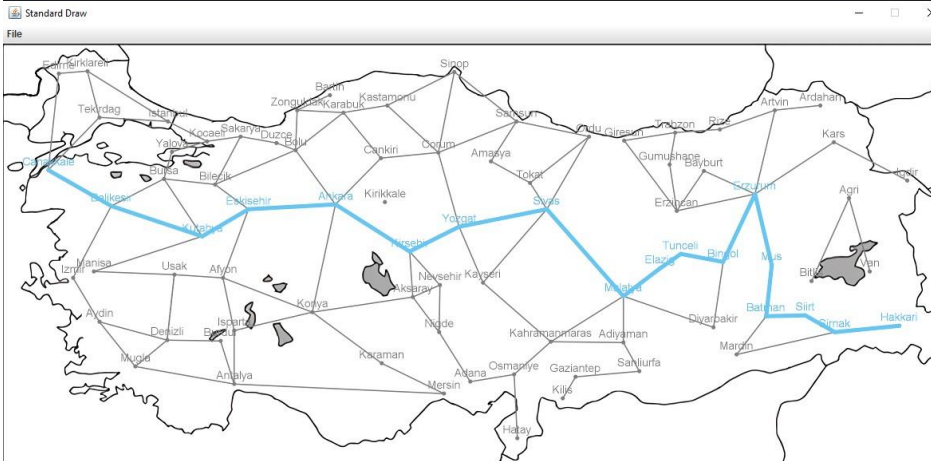 Standard Draw
File
Sinop
Edirne
Kirklareli
Bartin
Zonguldak
Kastamonu
Karabuk
Tekirdag
Istanbul
Samsun
Ordu
Giresun
Trabzon
Rize
Artvin
Ardahan
Kocaeli
Sakarya
Duzce
Yalova
Bolu
Cankiri
Corum
Amasya
Kars
Canakkale
Bursa
Bilecik
Tokat
Gumushane
Bayburt
Igdir
Balikesir
Eskisehir
Ankara
Kirikkale
Sivas
Erzincan
Erzurum
Agri
Kutahya
Yozgat
Kirsehir
Tunceli
Elazig
Bingol
Mus
Izmir
Manisa
Usak
Afyon
Nevsehir
Kayseri
Aksaray
Malatya
Van
Aydin
Isparta
Konya
Batman
Siirt
Sirnak
Hakkari
Denizli
Nigde
Kahramanmaras
Adiyaman
Diyarbakir
Mugla
Karaman
Mardin
Antalya
Mersin
Adana
Osmaniye
Gaziantep
Sanliurfa
Kilis
Hatay